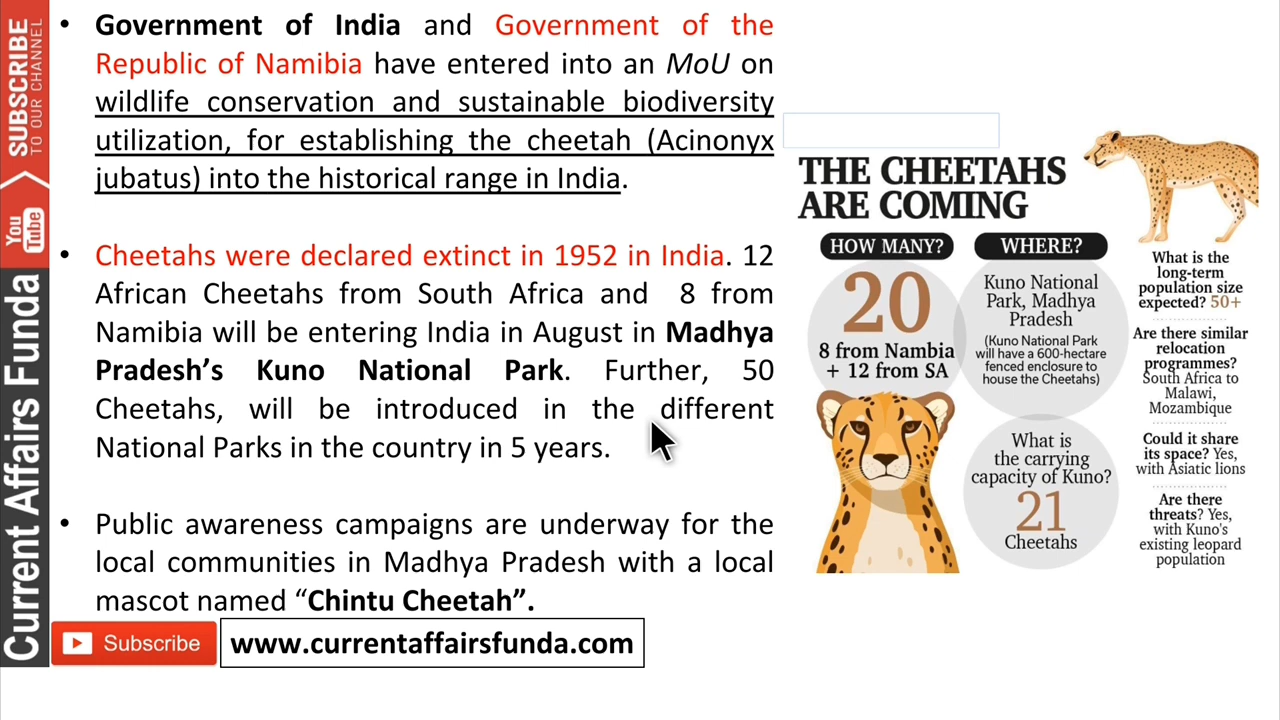 SUBSCRIBE
TO OUR CHANNEL
You
Tube
Current Affairs Funda
• Government of India and Government of the
Republic of Namibia have entered into an MoU on
wildlife conservation and sustainable biodiversity
utilization, for establishing the cheetah (Acinonyx
jubatus) into the historical range in India.
• Cheetahs were declared extinct in 1952 in India. 12
African Cheetahs from South Africa and 8 from
Namibia will be entering India in August in Madhya
Pradesh’s Kuno National Park. Further, 50
Cheetahs, will be introduced in the different
National Parks in the country in 5 years.
• Public awareness campaigns are underway for the
local communities in Madhya Pradesh with a local
mascot named “Chintu Cheetah”.
Subscribe
www.currentaffairsfunda.com
THE CHEETAHS
ARE COMING
HOW MANY?
20
8 from Nambia
+ 12 from SA
WHERE?
Kuno National
Park, Madhya
Pradesh
(Kuno National Park
will have a 600-hectare
fenced enclosure to
house the Cheetahs)
What is
the carrying
capacity of Kuno?
21
Cheetahs
What is the
long-term
population size
expected? 50+
Are there similar
relocation
programmes?
South Africa to
Malawi,
Mozambique
Could it share
its space? Yes,
with Asiatic lions
Are there
threats? Yes,
with Kuno's
existing leopard
population